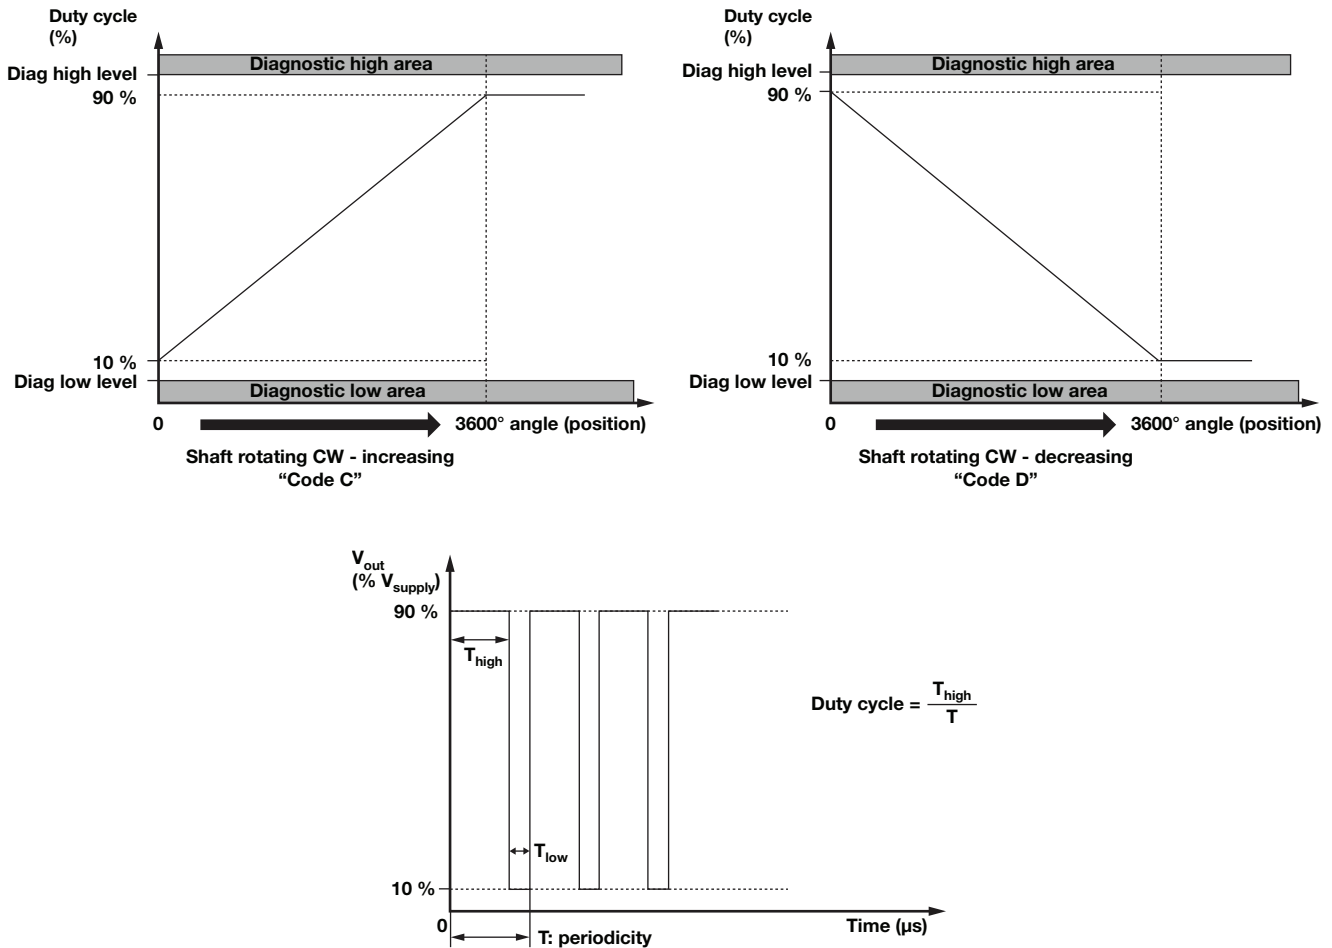 Duty cycle
(%)
Diagnostic high area
Diag high level
90 %
10 %
Diag low level
Diagnostic low area
0
3600° angle (position)
Shaft rotating CW - increasing
“Code C”
Duty cycle
(%)
Diagnostic high area
Diag high level
90 %
10 %
Diag low level
Diagnostic low area
0
3600° angle (position)
Shaft rotating CW - decreasing
“Code D”
Vout
(% Vsupply)
90 %
Thigh
Duty cycle = Thigh
T
Tlow
10 %
0
Time (µs)
T: periodicity